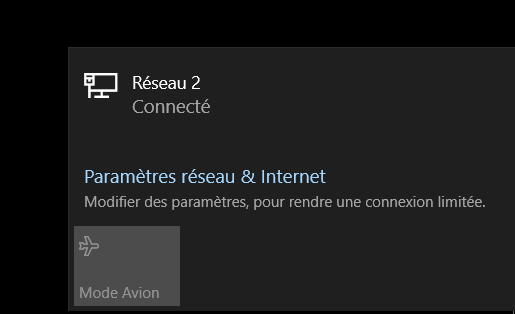 Réseau 2
Connecté
Paramètres réseau & Internet
Modifier des paramètres, pour rendre une connexion limitée.
Mode Avion